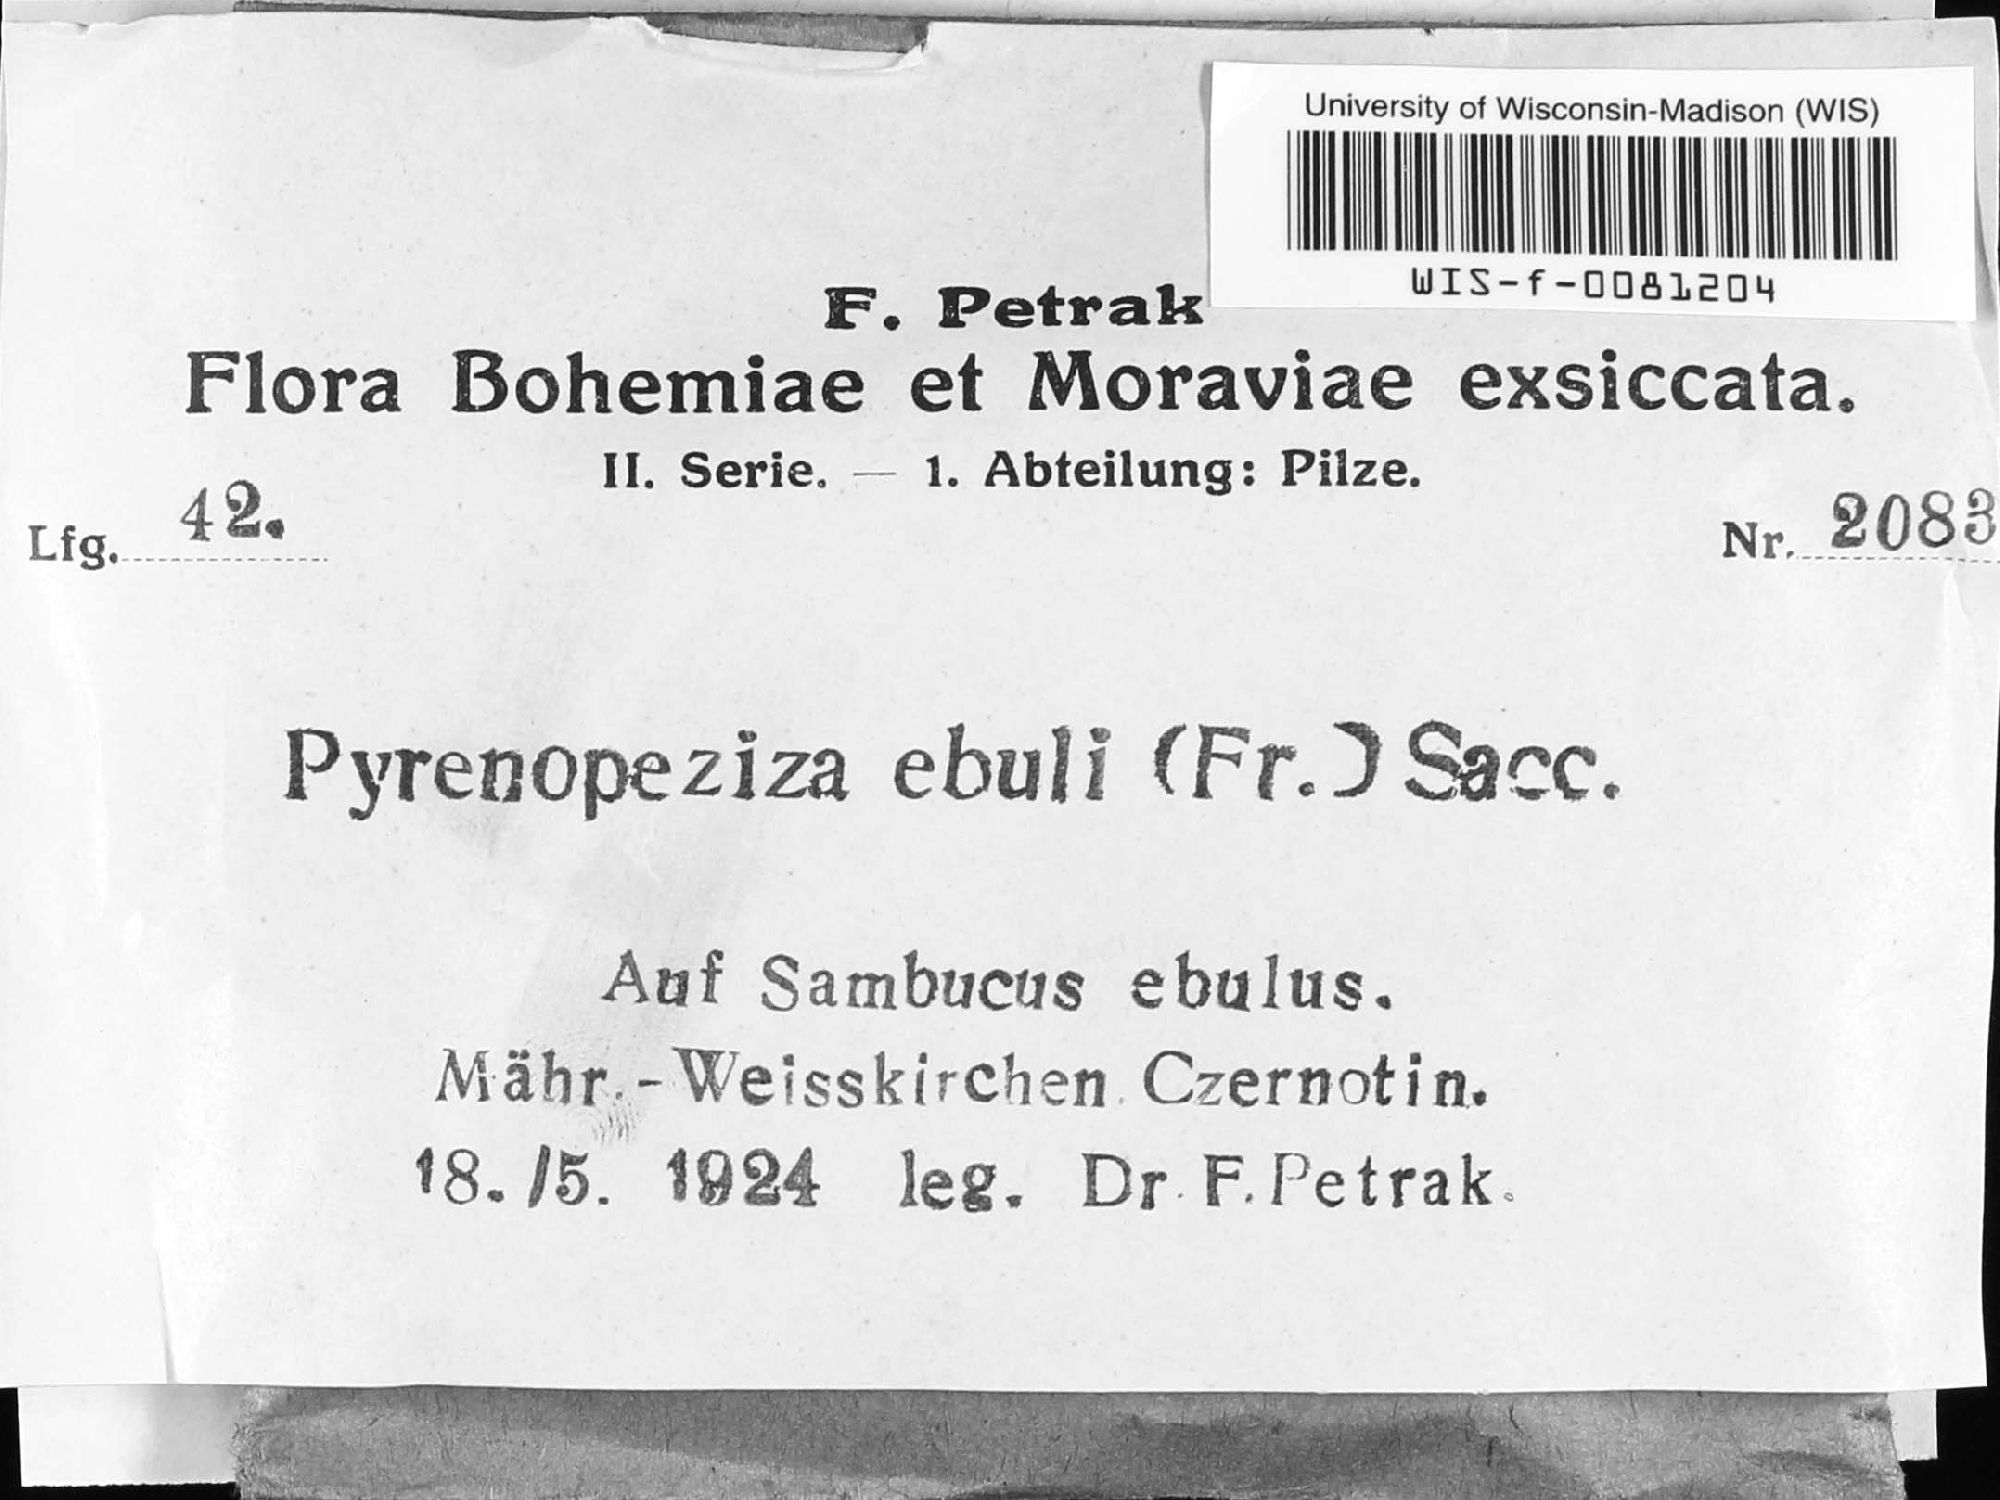 University of Wisconsin-Madison (WIS)
WIS-f-0081204
F. Petrak
Flora Bohemiae et Moraviae exsiccata.
II. Serie. — 1. Abteilung: Pilze.
Lfg. 42.
Nr. 2083
Pyrenopeziza ebuli (Fr.) Sacc.
Auf Sambucus ebulus.
Mähr.-Weisskirchen. Czernotin.
18./5. 1924 leg. Dr. F. Petrak.